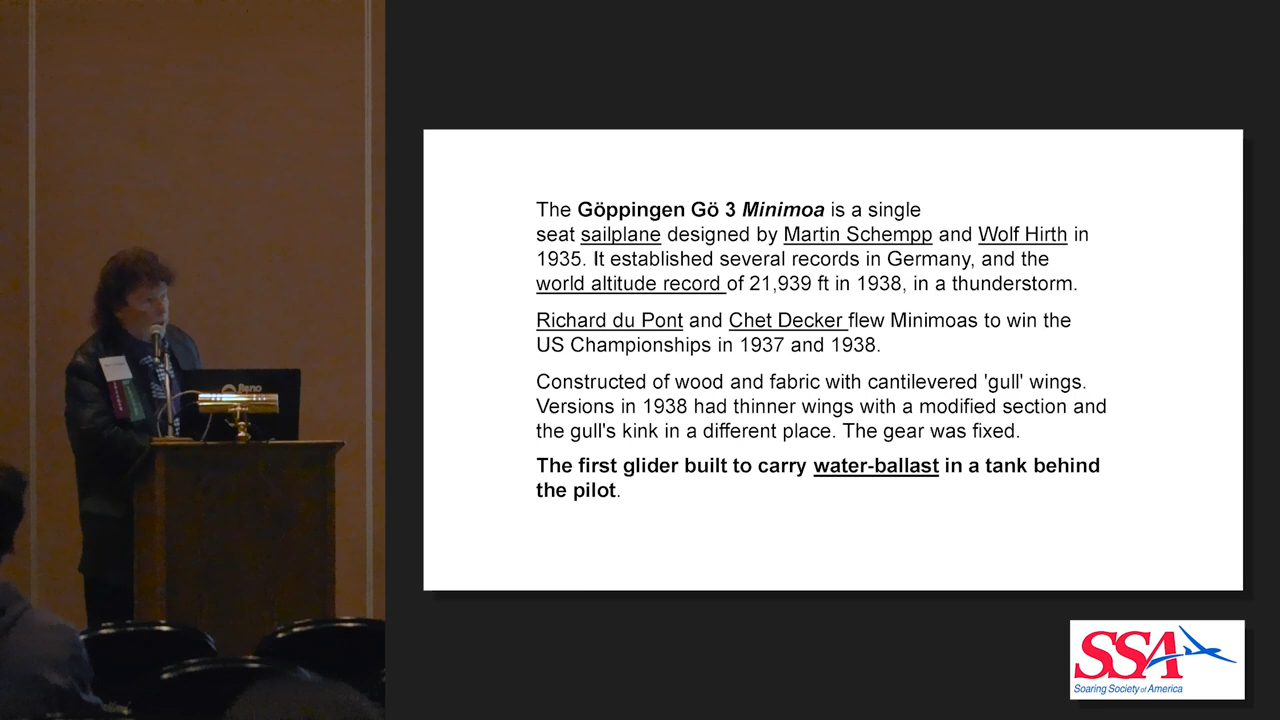 The Göppingen Gö 3 Minimoa is a single
seat sailplane designed by Martin Schempp and Wolf Hirth in
1935. It established several records in Germany, and the
world altitude record of 21,939 ft in 1938, in a thunderstorm.
Richard du Pont and Chet Decker flew Minimoas to win the
US Championships in 1937 and 1938.
Constructed of wood and fabric with cantilevered 'gull' wings.
Versions in 1938 had thinner wings with a modified section and
the gull's kink in a different place. The gear was fixed.
The first glider built to carry water-ballast in a tank behind
the pilot.
Reno
SSA
Soaring Society of America